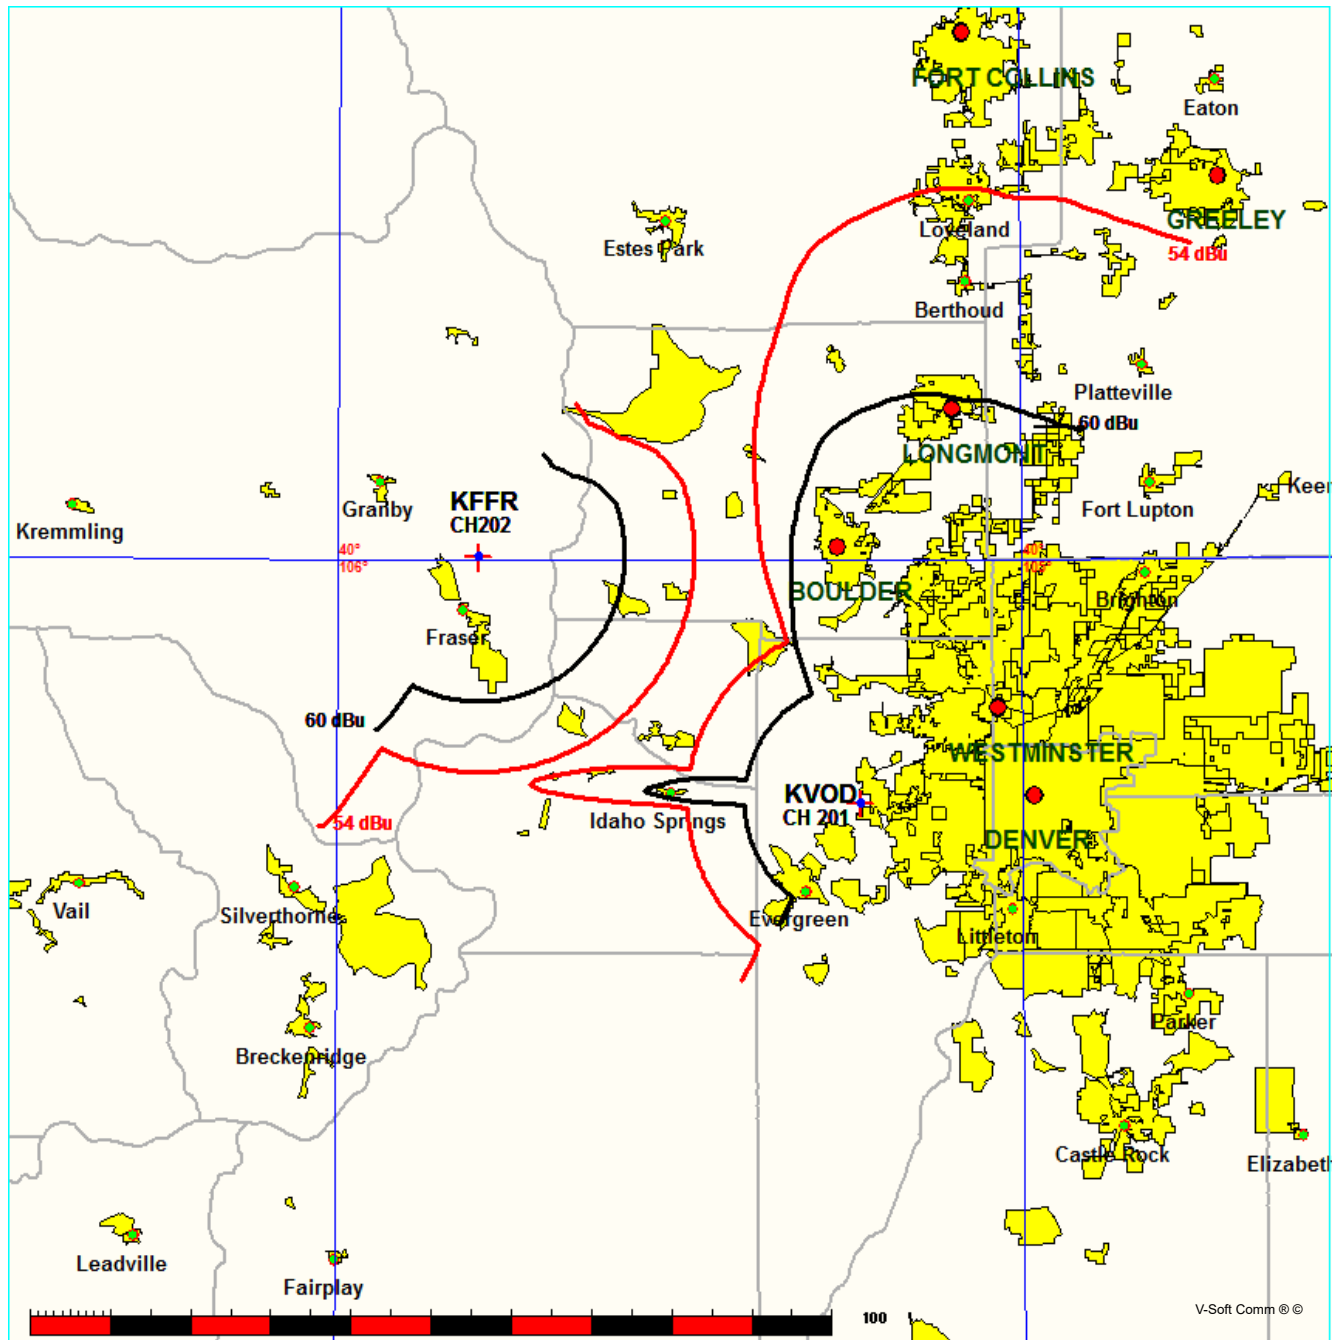 FORT COLLINS
Eaton
GREELEY
Loveland
Estes Park
54 dBu
Berthoud
Platteville
60 dBu
LONGMONT
Granby
KFFR
CH202
Kremmling
Fort Lupton
40°
106°
40°
105°
BOULDER
Brighton
Fraser
60 dBu
WESTMINSTER
KVOD
CH 201
Idaho Springs
54 dBu
DENVER
Vail
Silverthorne
Evergreen
Littleton
Parker
Breckenridge
Castle Rock
Elizabeth
Leadville
Fairplay
100
V-Soft Comm ® ©